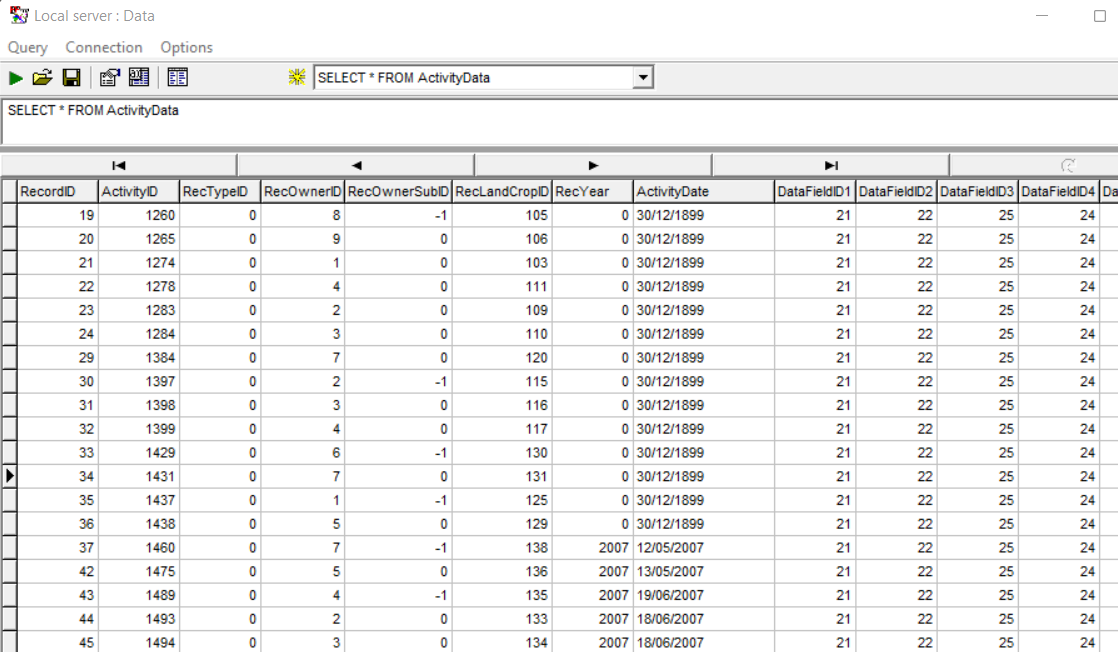 Local server : Data
Query Connection Options
SELECT * FROM ActivityData
SELECT * FROM ActivityData
RecordID ActivityID RecTypeID RecOwnerID RecOwnerSubID RecLandCropID RecYear ActivityDate DataFieldID1 DataFieldID2 DataFieldID3 DataFieldID4 Da
19 1260 0 8 -1 105 0 30/12/1899 21 22 25 24
20 1265 0 9 0 106 0 30/12/1899 21 22 25 24
21 1274 0 1 0 103 0 30/12/1899 21 22 25 24
22 1278 0 4 0 111 0 30/12/1899 21 22 25 24
23 1283 0 2 0 109 0 30/12/1899 21 22 25 24
24 1284 0 3 0 110 0 30/12/1899 21 22 25 24
29 1384 0 7 0 120 0 30/12/1899 21 22 25 24
30 1397 0 2 -1 115 0 30/12/1899 21 22 25 24
31 1398 0 3 0 116 0 30/12/1899 21 22 25 24
32 1399 0 4 0 117 0 30/12/1899 21 22 25 24
33 1429 0 6 -1 130 0 30/12/1899 21 22 25 24
34 1431 0 7 0 131 0 30/12/1899 21 22 25 24
35 1437 0 1 -1 125 0 30/12/1899 21 22 25 24
36 1438 0 5 0 129 0 30/12/1899 21 22 25 24
37 1460 0 7 -1 138 2007 12/05/2007 21 22 25 24
42 1475 0 5 0 136 2007 13/05/2007 21 22 25 24
43 1489 0 4 -1 135 2007 19/06/2007 21 22 25 24
44 1493 0 2 0 133 2007 18/06/2007 21 22 25 24
45 1494 0 3 0 134 2007 18/06/2007 21 22 25 24